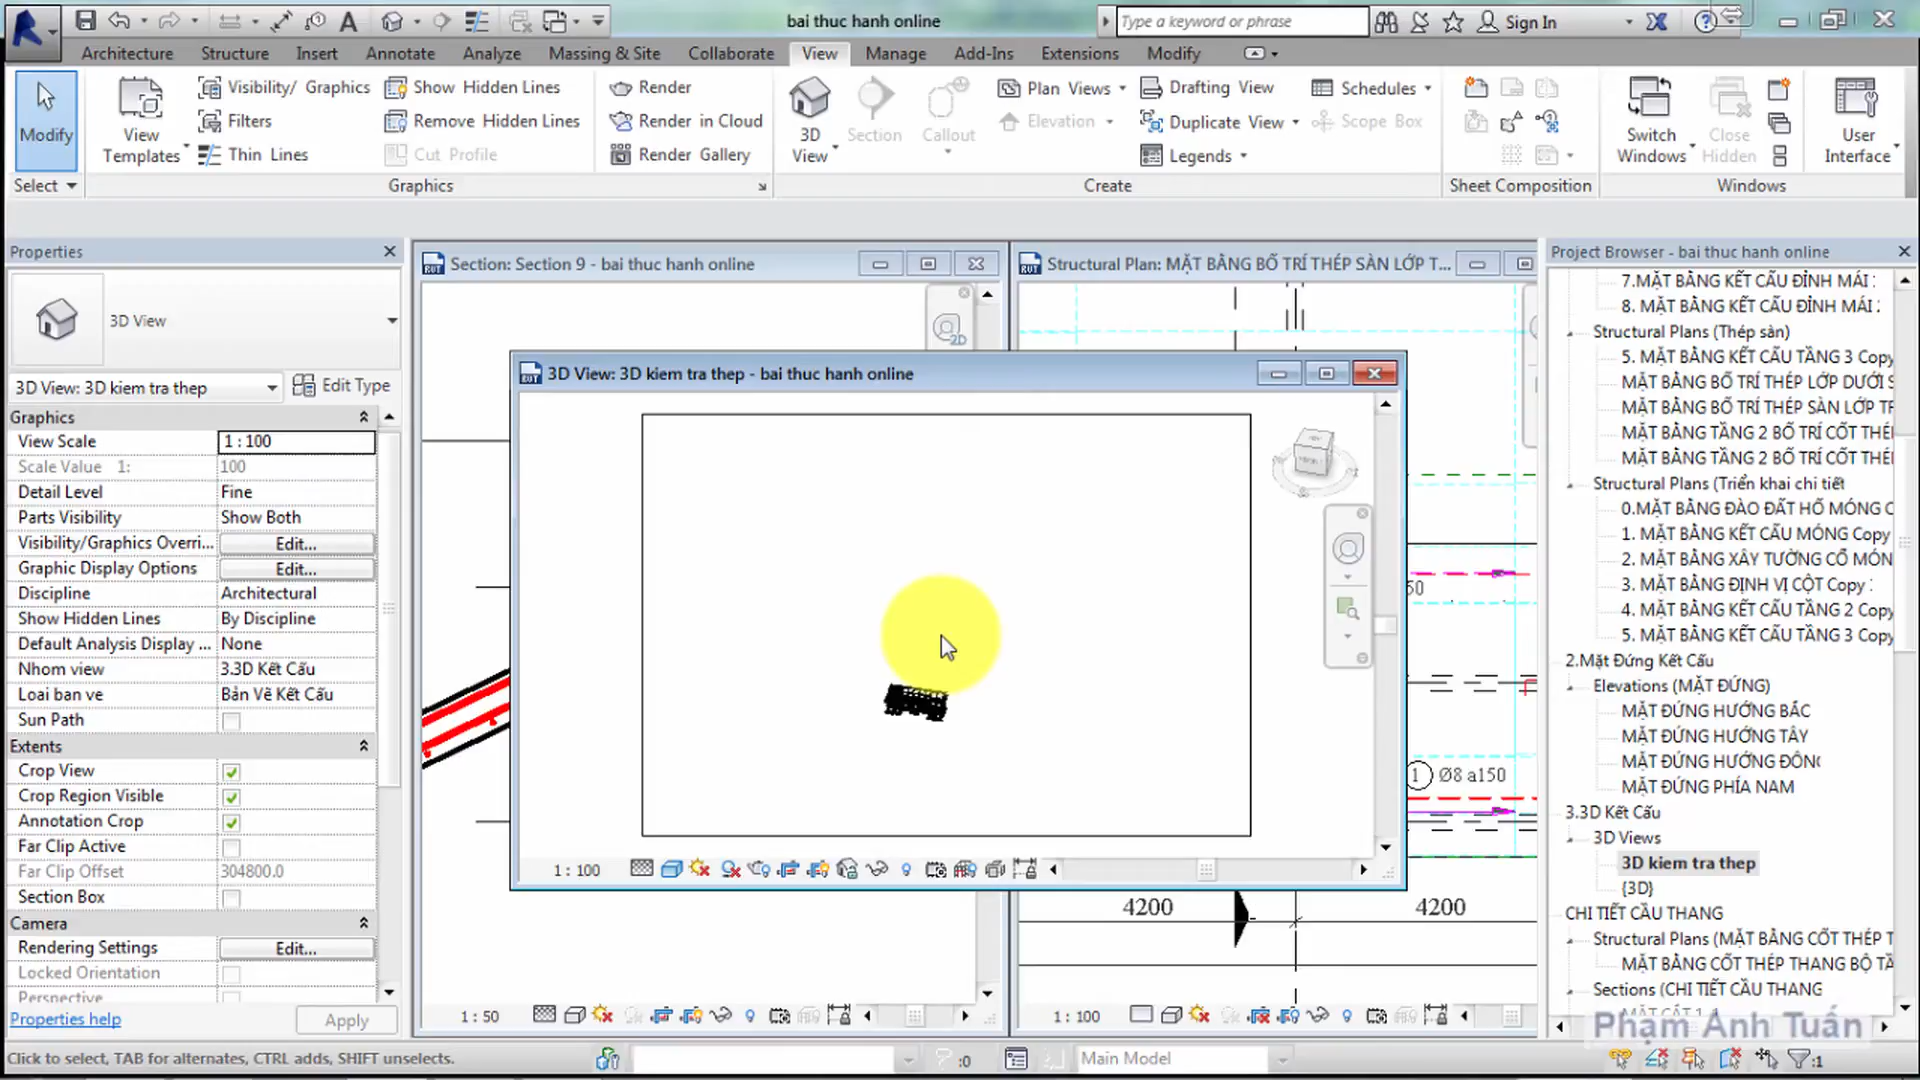 bai thuc hanh online
Type a keyword or phrase
Sign In
Architecture Structure Insert Annotate Analyze Massing & Site Collaborate View Manage Add-Ins Extensions Modify
Modify
View Templates
Visibility/ Graphics
Filters
Thin Lines
Show Hidden Lines
Remove Hidden Lines
Cut Profile
Render
Render in Cloud
Render Gallery
3D View
Section
Callout
Plan Views
Elevation
Drafting View
Duplicate View
Legends
Schedules
Scope Box
Switch Windows
Close Hidden
User Interface
Select Graphics Create Sheet Composition Windows
Properties
3D View
3D View: 3D kiem tra thep
Edit Type
Graphics
View Scale 1 : 100
Scale Value 1: 100
Detail Level Fine
Parts Visibility Show Both
Visibility/Graphics Overri... Edit...
Graphic Display Options Edit...
Discipline Architectural
Show Hidden Lines By Discipline
Default Analysis Display ... None
Nhom view 3.3D Kết Cấu
Loai ban ve Bản Vẽ Kết Cấu
Sun Path
Extents
Crop View
Crop Region Visible
Annotation Crop
Far Clip Active
Far Clip Offset 304800.0
Section Box
Camera
Rendering Settings Edit...
Locked Orientation
Perspective
Properties help
Apply
Section: Section 9 - bai thuc hanh online
2D
1 : 50
3D View: 3D kiem tra thep - bai thuc hanh online
1 : 100
Structural Plan: MẶT BẰNG BỐ TRÍ THÉP SÀN LỚP T...
50
1 Ø8 a150
4200 4200
1 : 100
Project Browser - bai thuc hanh online
7.MẶT BẰNG KẾT CẤU ĐỈNH MÁI
8. MẶT BẰNG KẾT CẤU ĐỈNH MÁI 2
Structural Plans (Thép sàn)
5. MẶT BẰNG KẾT CẤU TẦNG 3 Copy
MẶT BẰNG BỐ TRÍ THÉP LỚP DƯỚI S
MẶT BẰNG BỐ TRÍ THÉP SÀN LỚP TR
MẶT BẰNG TẦNG 2 BỐ TRÍ CỐT THÉ
MẶT BẰNG TẦNG 2 BỐ TRÍ CỐT THÉ
Structural Plans (Triển khai chi tiết
0.MẶT BẰNG ĐÀO ĐẤT HỐ MÓNG C
1. MẶT BẰNG KẾT CẤU MÓNG Copy
2. MẶT BẰNG XÂY TƯỜNG CỔ MÓN
3. MẶT BẰNG ĐỊNH VỊ CỘT Copy
4. MẶT BẰNG KẾT CẤU TẦNG 2 Copy
5. MẶT BẰNG KẾT CẤU TẦNG 3 Copy
2.Mặt Đứng Kết Cấu
Elevations (MẶT ĐỨNG)
MẶT ĐỨNG HƯỚNG BẮC
MẶT ĐỨNG HƯỚNG TÂY
MẶT ĐỨNG HƯỚNG ĐÔNG
MẶT ĐỨNG PHÍA NAM
3.3D Kết Cấu
3D Views
3D kiem tra thep
{3D}
CHI TIẾT CẦU THANG
Structural Plans (MẶT BẰNG CỐT THÉP T
MẶT BẰNG CỐT THÉP THANG BỘ TẦ
Sections (CHI TIẾT CẦU THANG
Phạm Anh Tuấn
Click to select, TAB for alternates, CTRL adds, SHIFT unselects.
:0
Main Model
:1